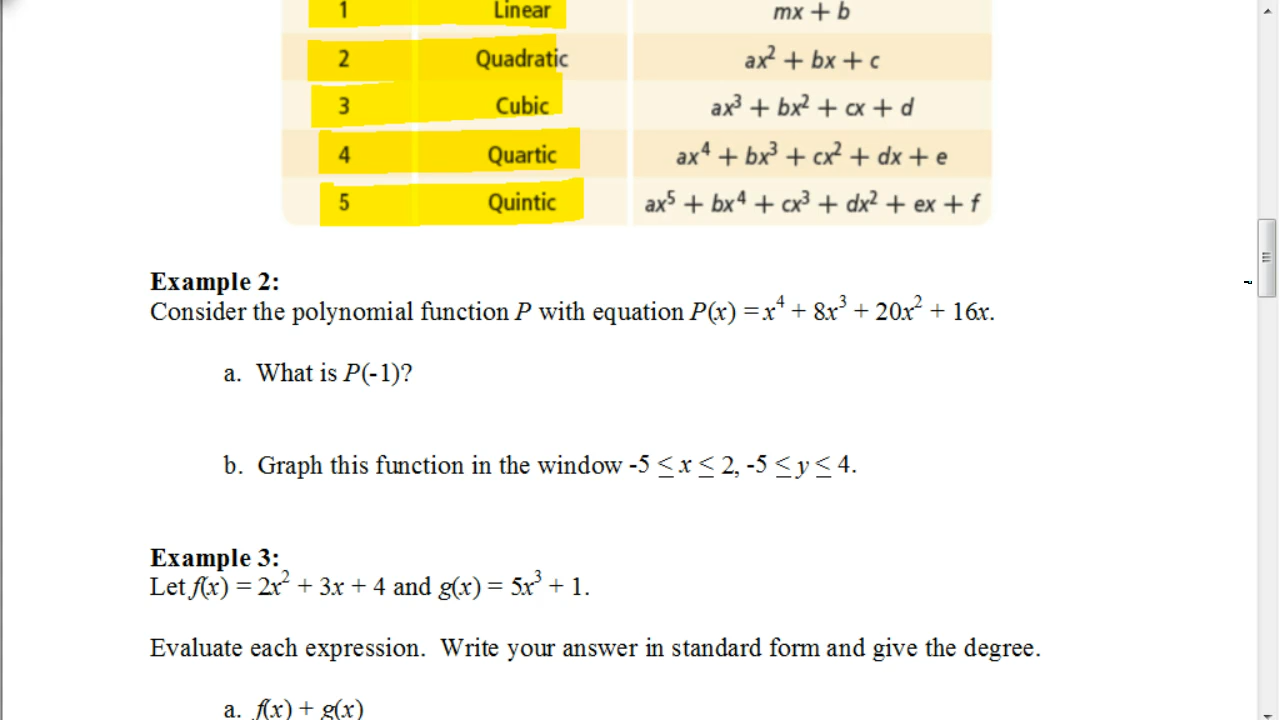 1 Linear mx + b
2 Quadratic ax² + bx + c
3 Cubic ax³ + bx² + cx + d
4 Quartic ax⁴ + bx³ + cx² + dx + e
5 Quintic ax⁵ + bx⁴ + cx³ + dx² + ex + f
Example 2:
Consider the polynomial function P with equation P(x) = x⁴ + 8x³ + 20x² + 16x.
a. What is P(-1)?
b. Graph this function in the window -5 ≤ x ≤ 2, -5 ≤ y ≤ 4.
Example 3:
Let f(x) = 2x² + 3x + 4 and g(x) = 5x³ + 1.
Evaluate each expression. Write your answer in standard form and give the degree.
a. f(x) + g(x)